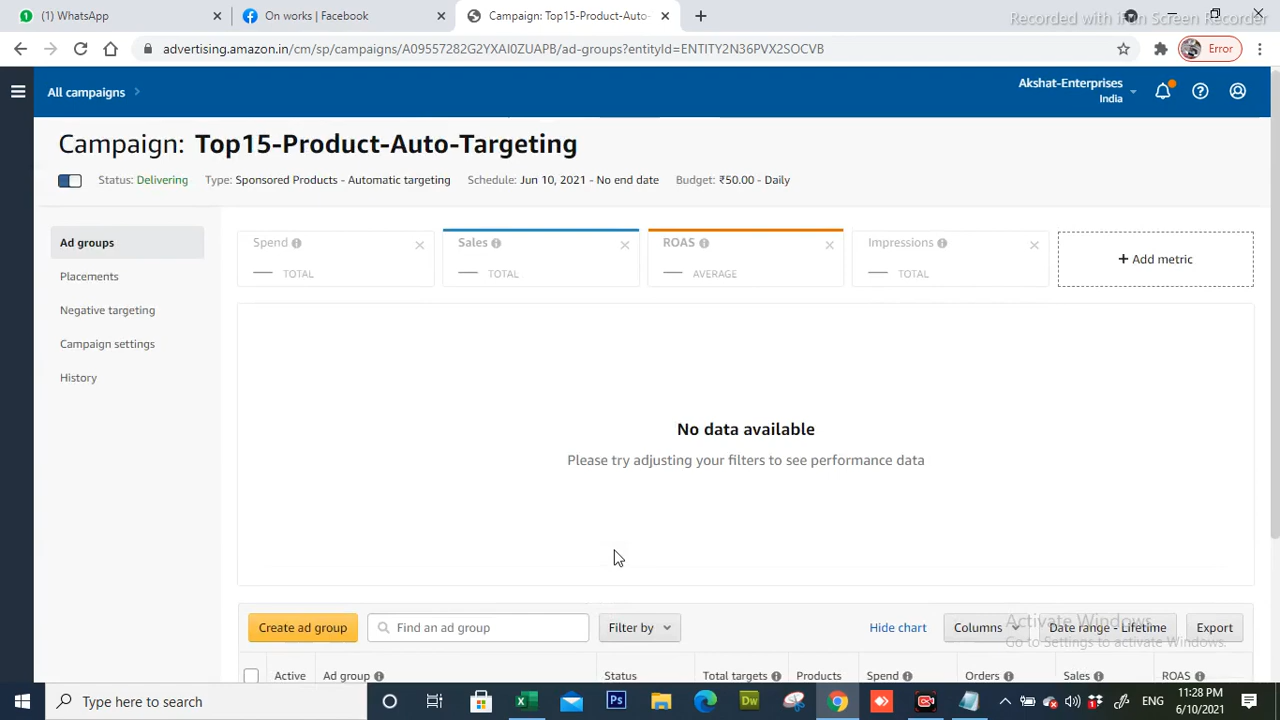 WhatsApp
On works | Facebook
Campaign: Top15-Product-Auto-
Recorded with iFun Screen Recorder
advertising.amazon.in/cm/sp/campaigns/A09557282G2YXAI0ZUAPB/ad-groups?entityId=ENTITY2N36PVX2SOCVB
Error
All campaigns
Akshat-Enterprises
India
Campaign: Top15-Product-Auto-Targeting
Status: Delivering Type: Sponsored Products - Automatic targeting Schedule: Jun 10, 2021 - No end date Budget: ₹50.00 - Daily
Ad groups
Placements
Negative targeting
Campaign settings
History
Spend
— TOTAL
Sales
— TOTAL
ROAS
— AVERAGE
Impressions
— TOTAL
+ Add metric
No data available
Please try adjusting your filters to see performance data
Create ad group Find an ad group Filter by Hide chart Columns Date range - Lifetime Export
Activate Windows
Go to Settings to activate Windows.
Active Ad group Status Total targets Products Spend Orders Sales ROAS
Type here to search
ENG
11:28 PM
6/10/2021